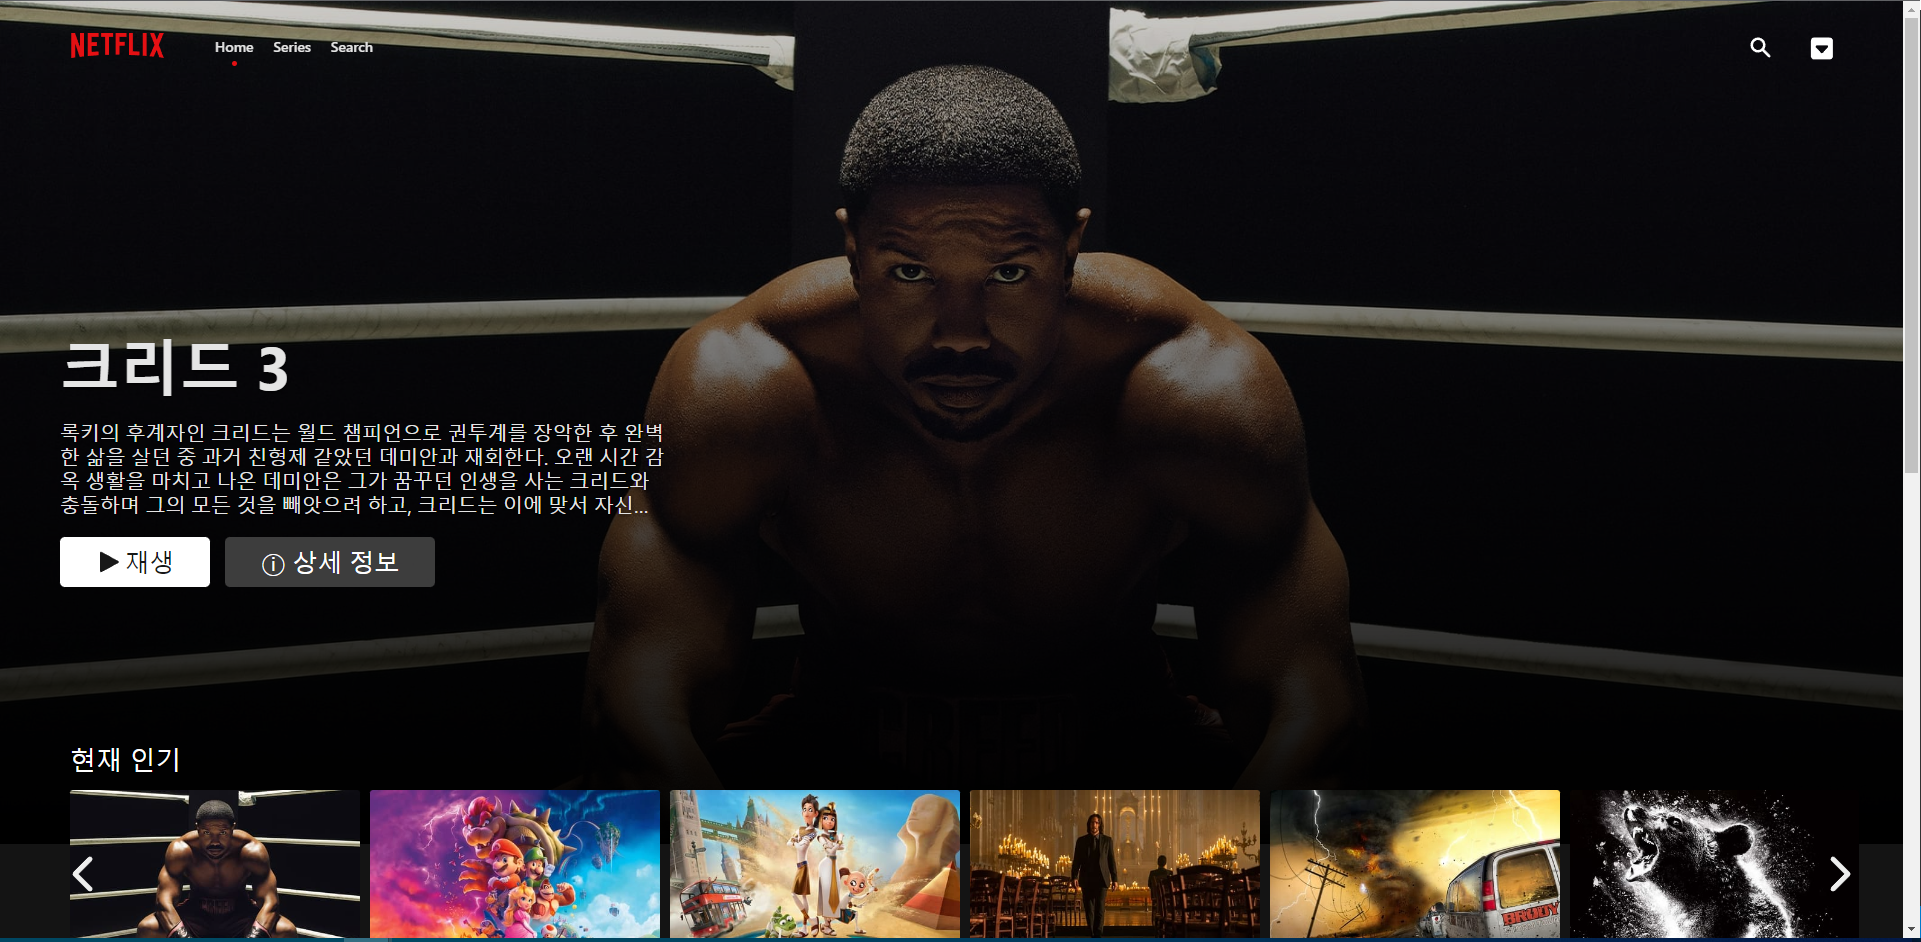 NETFLIX
Home Series Search
크리드 3
록키의 후계자인 크리드는 월드 챔피언으로 권투계를 장악한 후 완벽
한 삶을 살던 중 과거 친형제 같았던 데미안과 재회한다. 오랜 시간 감
옥 생활을 마치고 나온 데미안은 그가 꿈꾸던 인생을 사는 크리드와
충돌하며 그의 모든 것을 빼앗으려 하고, 크리드는 이에 맞서 자신...
재생
상세 정보
현재 인기
BRODY